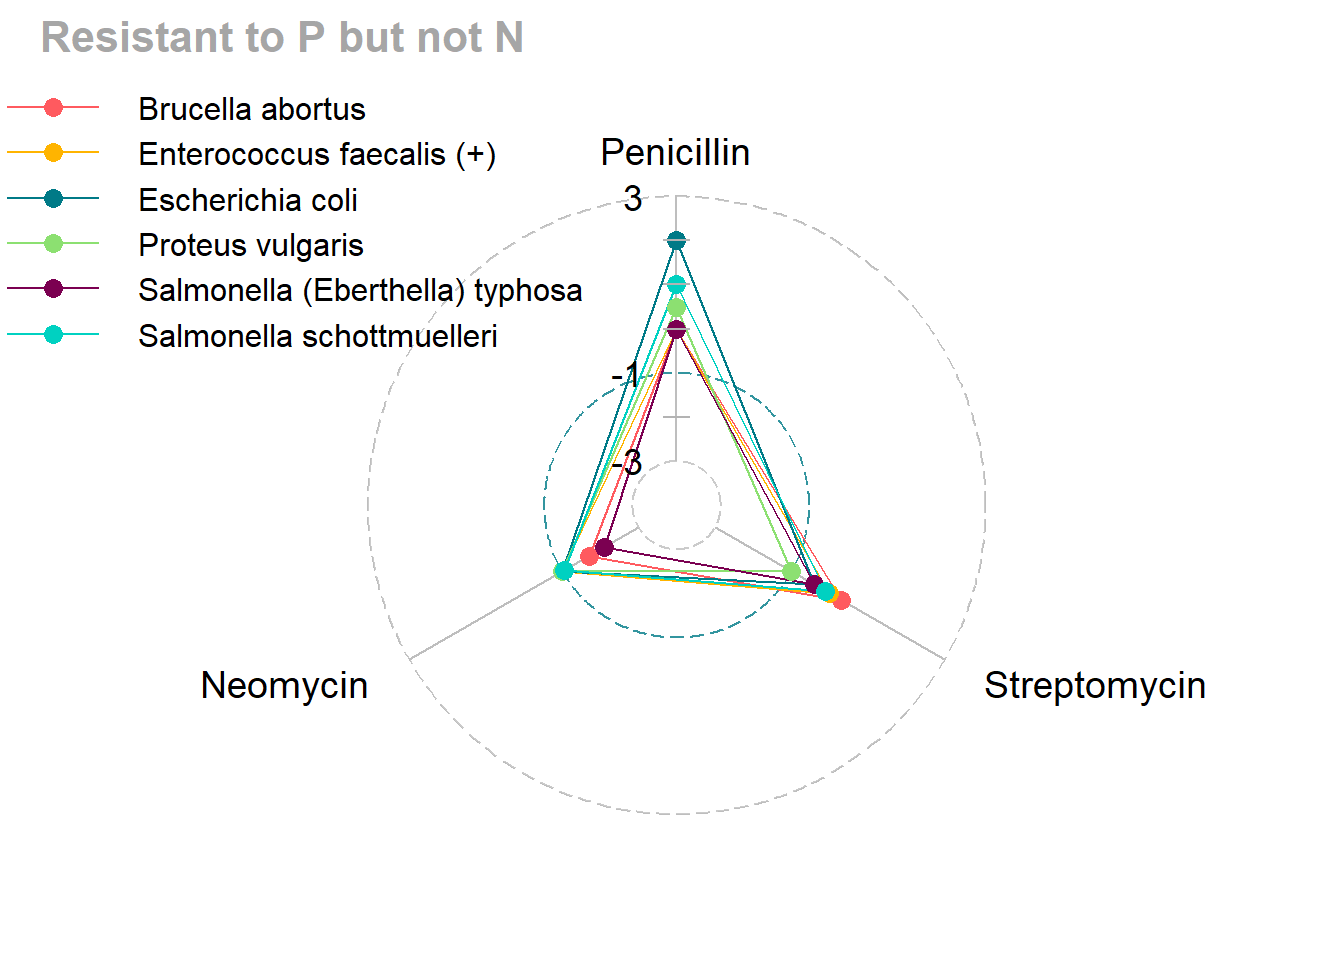 Resistant to P but not N
Brucella abortus
Enterococcus faecalis (+)
Escherichia coli
Proteus vulgaris
Salmonella (Eberthella) typhosa
Salmonella schottmuelleri
Penicillin
3
-1
-3
Neomycin
Streptomycin